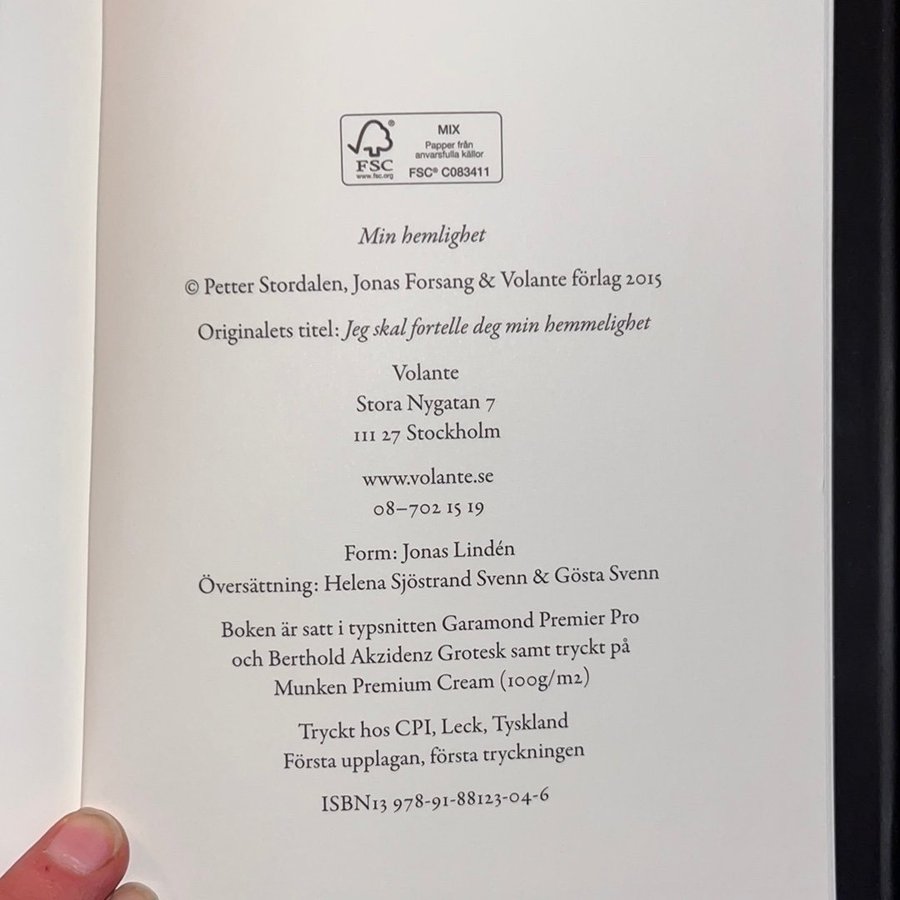 MIX
Papper från
ansvarsfulla källor
FSC® C083411
FSC
www.fsc.org
®
Min hemlighet
© Petter Stordalen, Jonas Forsang & Volante förlag 2015
Originalets titel: Jeg skal fortelle deg min hemmelighet
Volante
Stora Nygatan 7
111 27 Stockholm
www.volante.se
08–702 15 19
Form: Jonas Lindén
Översättning: Helena Sjöstrand Svenn & Gösta Svenn
Boken är satt i typsnitten Garamond Premier Pro
och Berthold Akzidenz Grotesk samt tryckt på
Munken Premium Cream (100g/m2)
Tryckt hos CPI, Leck, Tyskland
Första upplagan, första tryckningen
ISBN13 978-91-88123-04-6